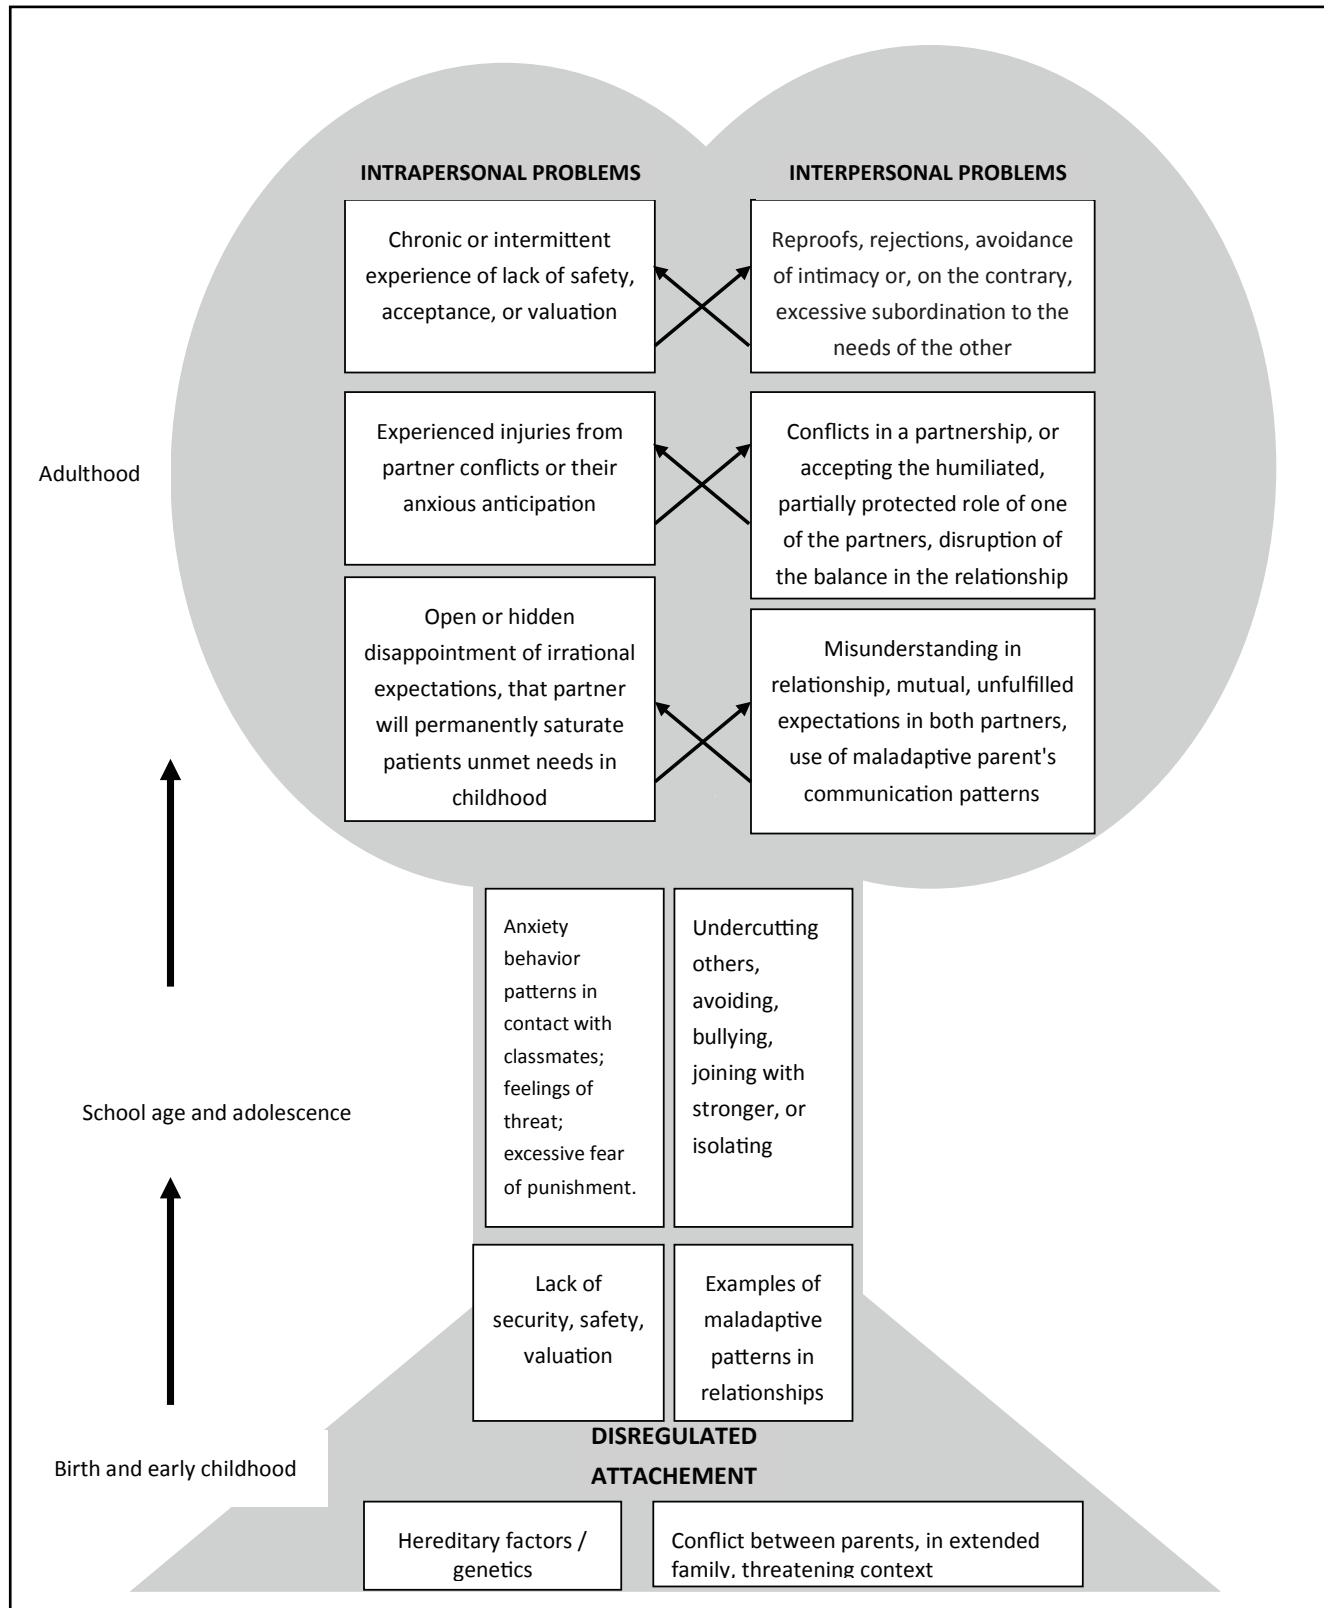 INTRAPERSONAL PROBLEMS
INTERPERSONAL PROBLEMS
Chronic or intermittent
experience of lack of safety,
acceptance, or valuation
Reproofs, rejections, avoidance
of intimacy or, on the contrary,
excessive subordination to the
needs of the other
Adulthood
Experienced injuries from
partner conflicts or their
anxious anticipation
Conflicts in a partnership, or
accepting the humiliated,
partially protected role of one
of the partners, disruption of
the balance in the relationship
Open or hidden
disappointment of irrational
expectations, that partner
will permanently saturate
patients unmet needs in
childhood
Misunderstanding in
relationship, mutual, unfulfilled
expectations in both partners,
use of maladaptive parent's
communication patterns
School age and adolescence
Anxiety
behavior
patterns in
contact with
classmates;
feelings of
threat;
excessive fear
of punishment.
Undercutting
others,
avoiding,
bullying,
joining with
stronger, or
isolating
Lack of
security, safety,
valuation
Examples of
maladaptive
patterns in
relationships
Birth and early childhood
DISREGULATED
ATTACHEMENT
Hereditary factors /
genetics
Conflict between parents, in extended
family, threatening context